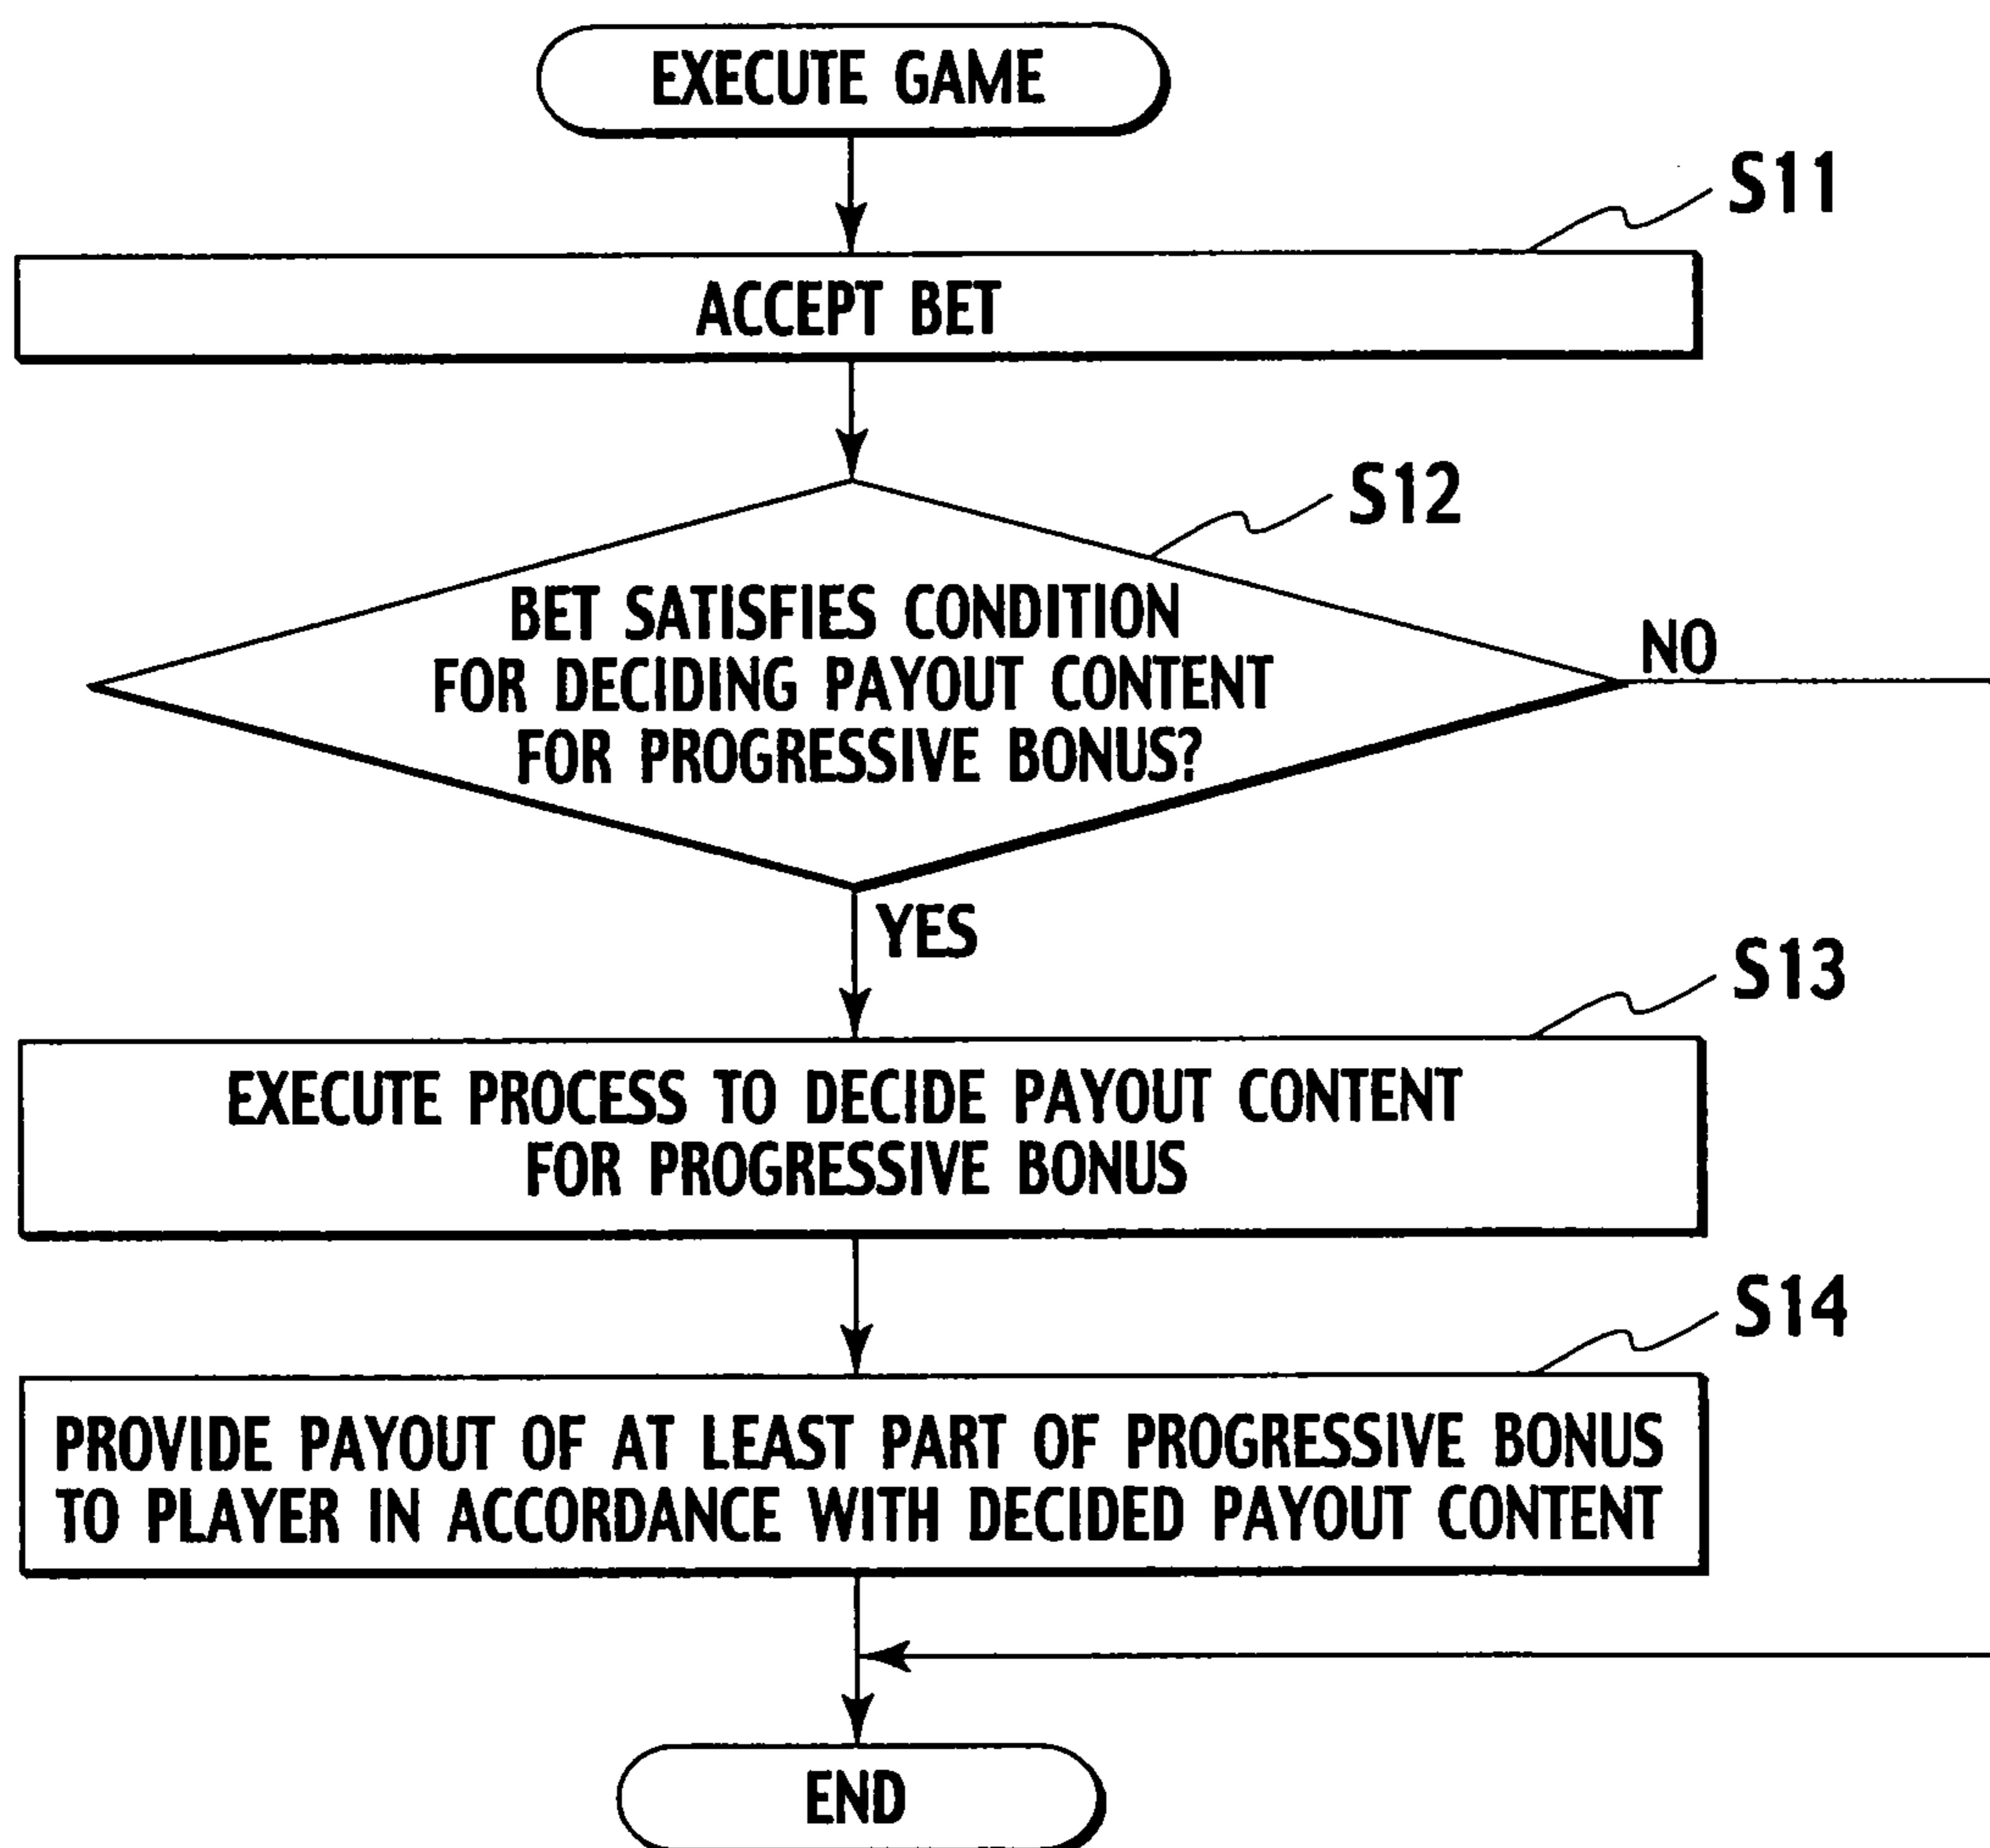 EXECUTE GAME
S11
ACCEPT BET
S12
BET SATISFIES CONDITION
FOR DECIDING PAYOUT CONTENT
FOR PROGRESSIVE BONUS?
NO
YES
S13
EXECUTE PROCESS TO DECIDE PAYOUT CONTENT
FOR PROGRESSIVE BONUS
S14
PROVIDE PAYOUT OF AT LEAST PART OF PROGRESSIVE BONUS
TO PLAYER IN ACCORDANCE WITH DECIDED PAYOUT CONTENT
END